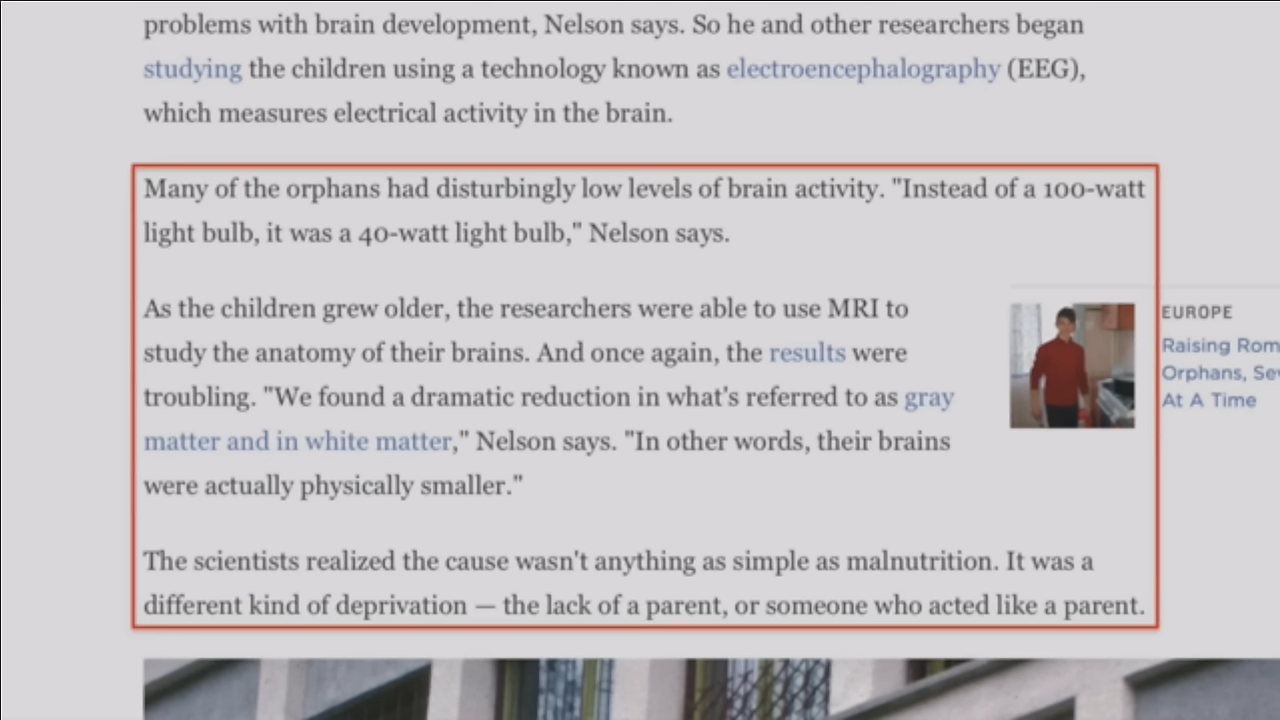 problems with brain development, Nelson says. So he and other researchers began
studying the children using a technology known as electroencephalography (EEG),
which measures electrical activity in the brain.
Many of the orphans had disturbingly low levels of brain activity. "Instead of a 100-watt
light bulb, it was a 40-watt light bulb," Nelson says.
As the children grew older, the researchers were able to use MRI to
study the anatomy of their brains. And once again, the results were
troubling. "We found a dramatic reduction in what's referred to as gray
matter and in white matter," Nelson says. "In other words, their brains
were actually physically smaller."
EUROPE
Raising Rom
Orphans, Sev
At A Time
The scientists realized the cause wasn't anything as simple as malnutrition. It was a
different kind of deprivation — the lack of a parent, or someone who acted like a parent.